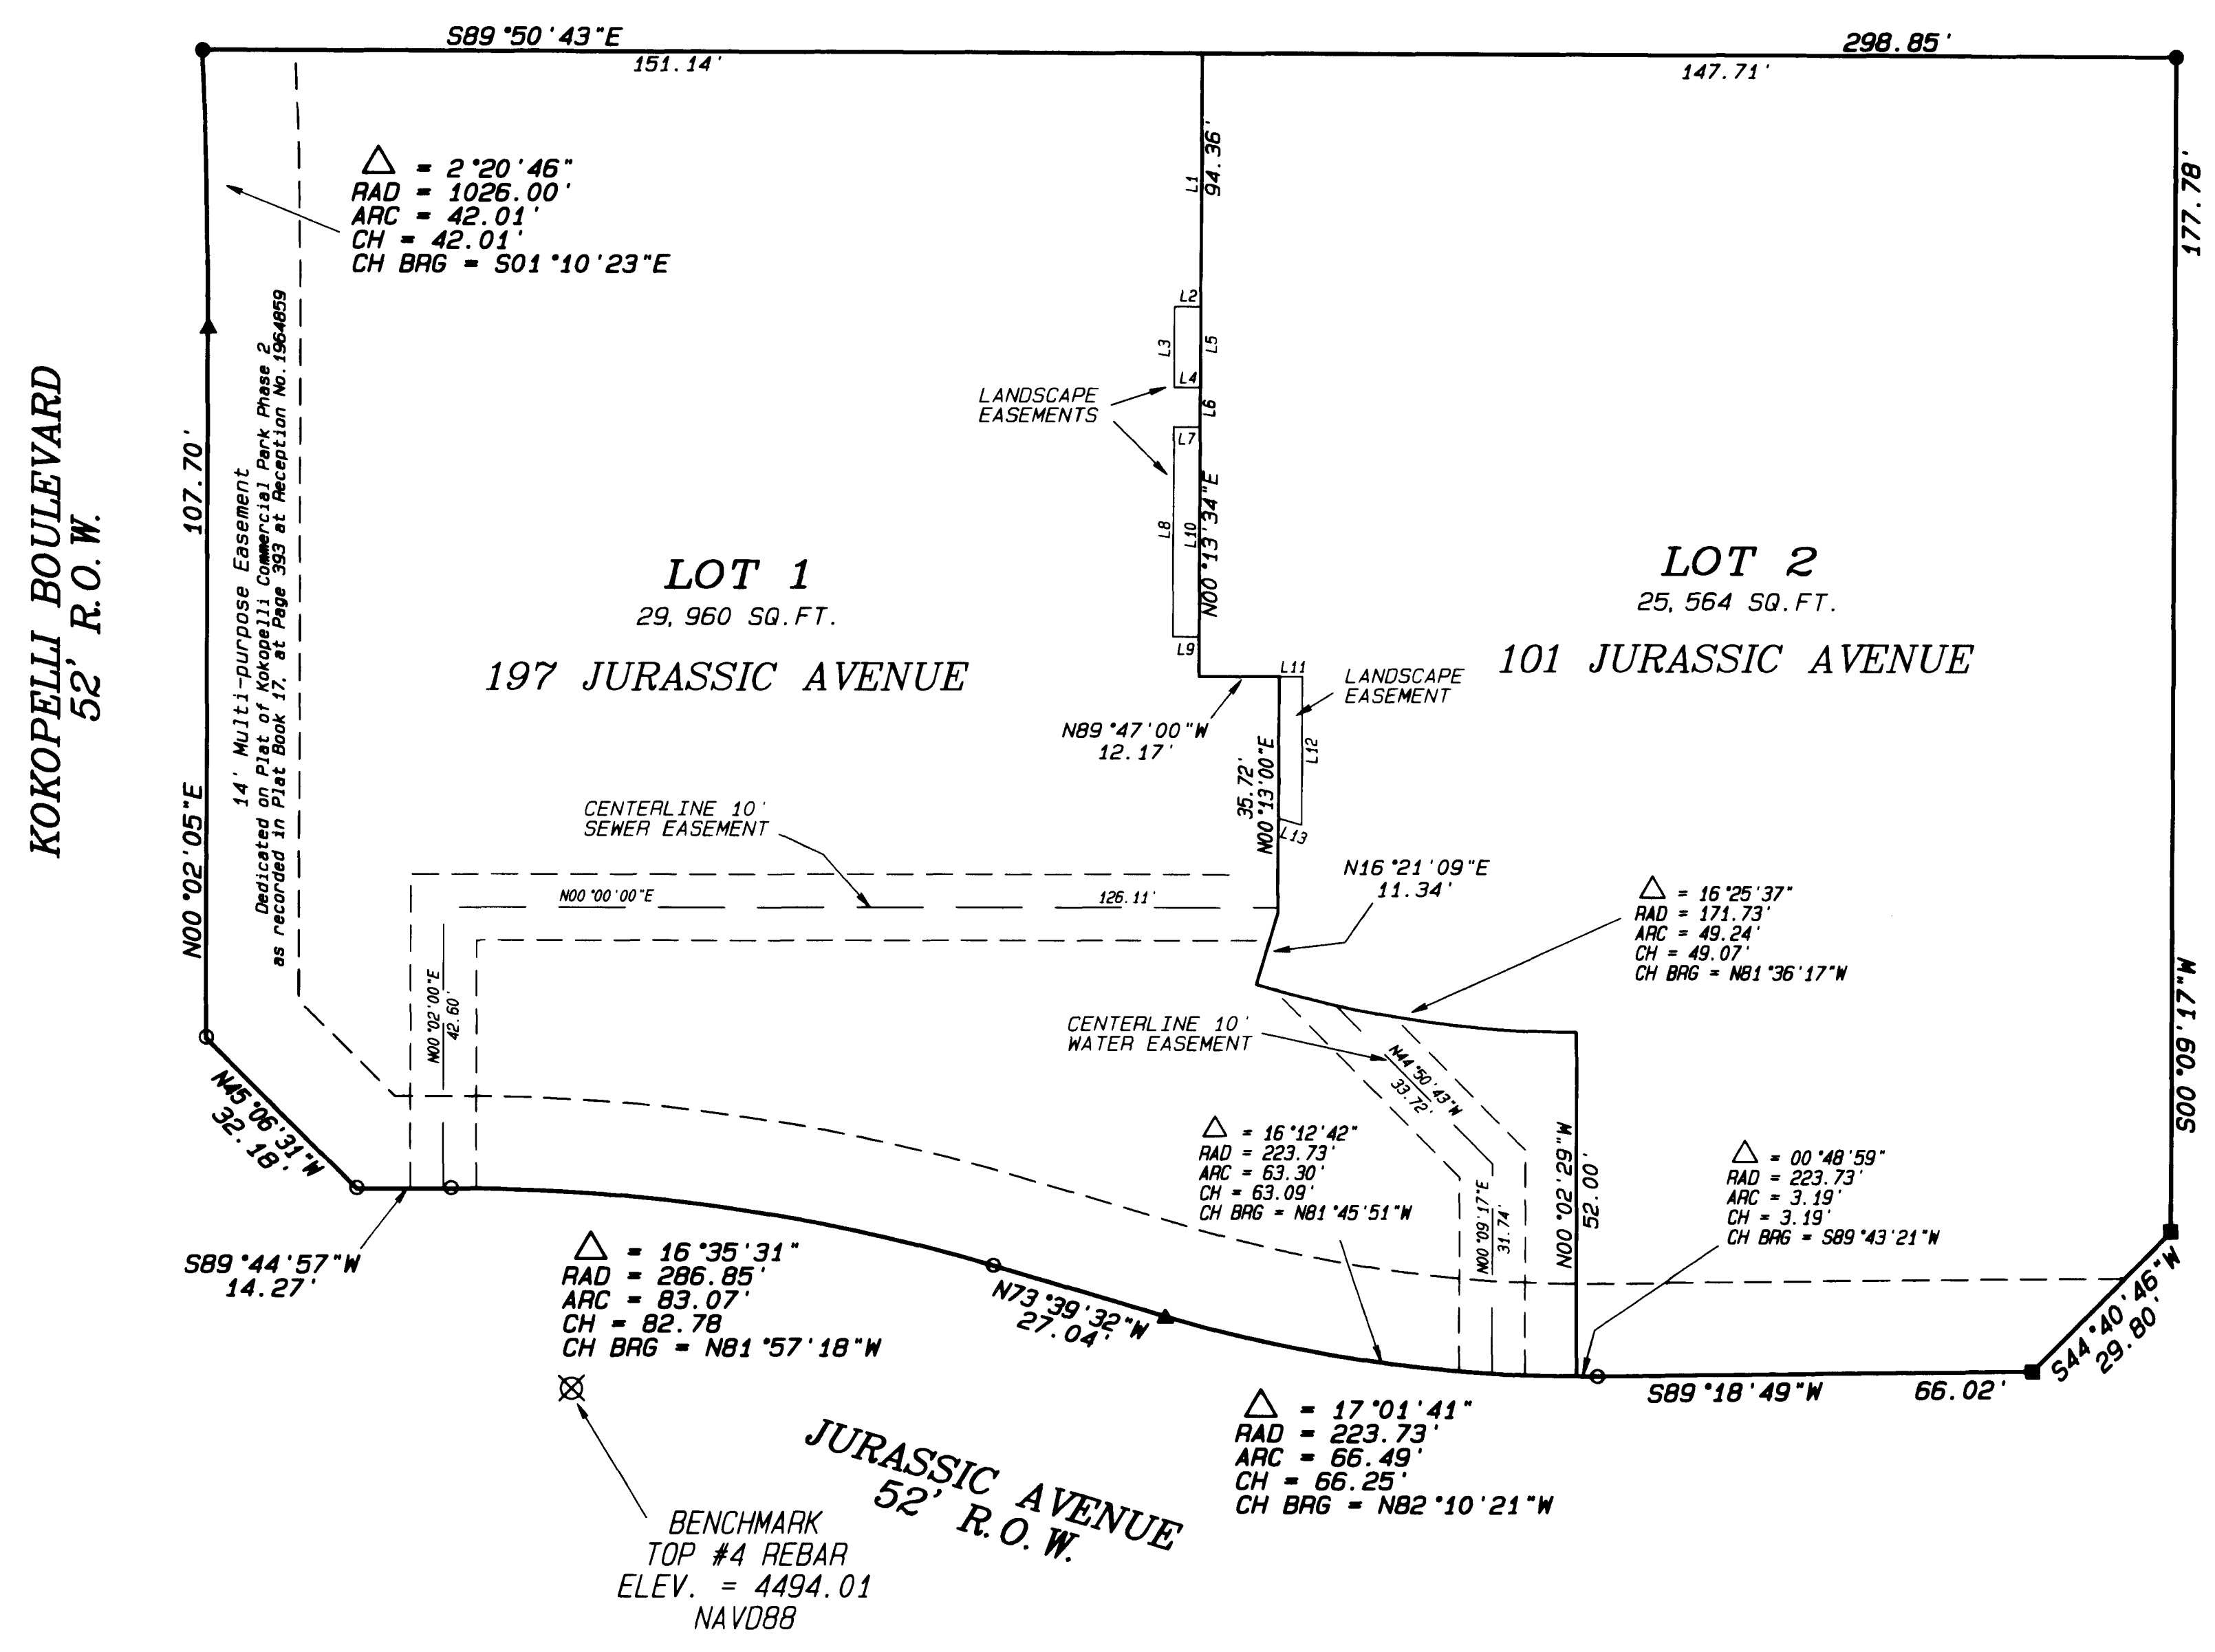 S89°50'43"E
298.85'
151.14'
147.71'
△ = 2°20'46"
RAD = 1026.00'
ARC = 42.01'
CH = 42.01'
CH BRG = S01°10'23"E
L1
94.36'
177.78'
L2
L3
L5
L4
L6
LANDSCAPE
EASEMENTS
L7
L8
L10
N00°13'34"E
L9
KOKOPELLI BOULEVARD
52' R.O.W.
107.70'
N00°02'05"E
14' Multi-purpose Easement
Dedicated on Plat of Kokopelli Commercial Park Phase 2
as recorded in Plat Book 17, at Page 393 at Reception No. 1964859
LOT 1
29,960 SQ.FT.
197 JURASSIC AVENUE
LOT 2
25,564 SQ.FT.
101 JURASSIC AVENUE
L11
LANDSCAPE
EASEMENT
L12
L13
N89°47'00"W
12.17'
35.72'
N00°13'00"E
CENTERLINE 10'
SEWER EASEMENT
N00°00'00"E
126.11'
N16°21'09"E
11.34'
△ = 16°25'37"
RAD = 171.73'
ARC = 49.24'
CH = 49.07'
CH BRG = N81°36'17"W
S00°09'17"W
N00°02'00"E
42.60'
CENTERLINE 10'
WATER EASEMENT
N44°50'43"W
33.72'
N45°06'31"W
32.18'
△ = 16°12'42"
RAD = 223.73'
ARC = 63.30'
CH = 63.09'
CH BRG = N81°45'51"W
N00°09'17"E
31.74'
N00°02'29"W
52.00'
△ = 00°48'59"
RAD = 223.73'
ARC = 3.19'
CH = 3.19'
CH BRG = S89°43'21"W
S89°44'57"W
14.27'
△ = 16°35'31"
RAD = 286.85'
ARC = 83.07'
CH = 82.78
CH BRG = N81°57'18"W
N73°39'32"W
27.04'
S44°40'46"W
29.80'
S89°18'49"W
66.02'
△ = 17°01'41"
RAD = 223.73'
ARC = 66.49'
CH = 66.25'
CH BRG = N82°10'21"W
JURASSIC AVENUE
52' R.O.W.
BENCHMARK
TOP #4 REBAR
ELEV. = 4494.01
NAVD88